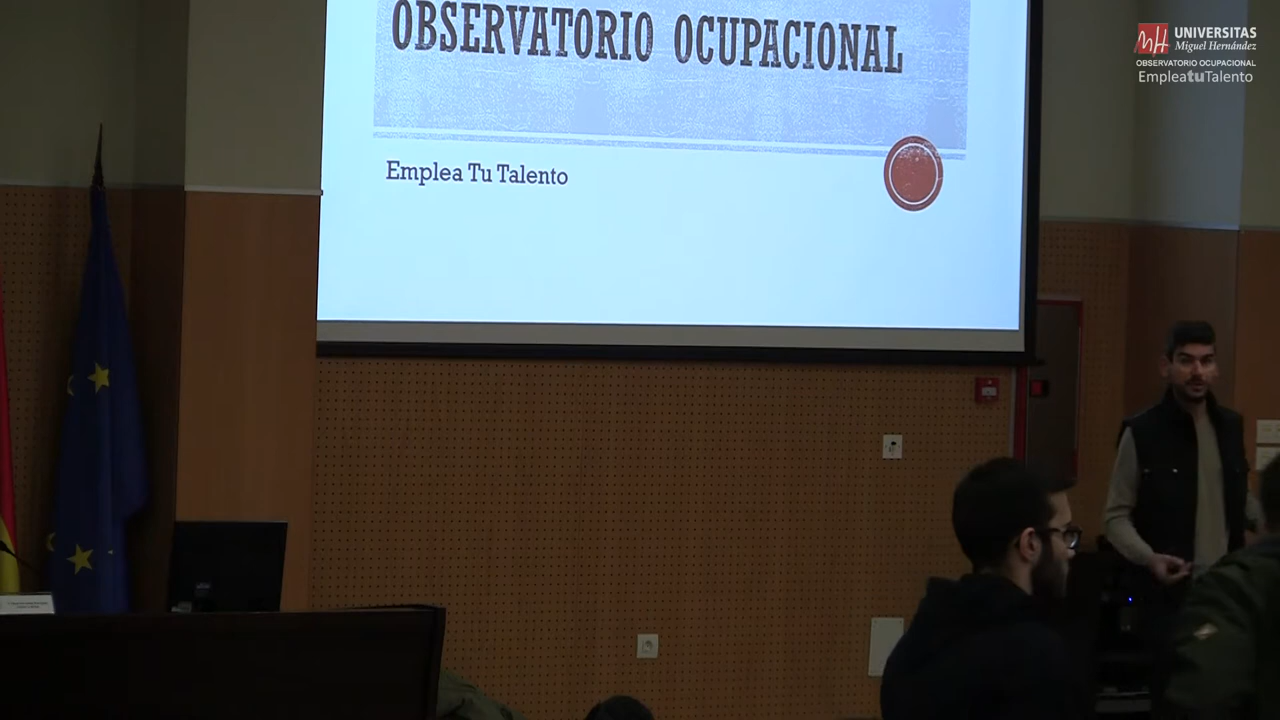 OBSERVATORIO OCUPACIONAL
Emplea Tu Talento
UNIVERSITAS
Miguel Hernández
OBSERVATORIO OCUPACIONAL
EmpleatuTalento